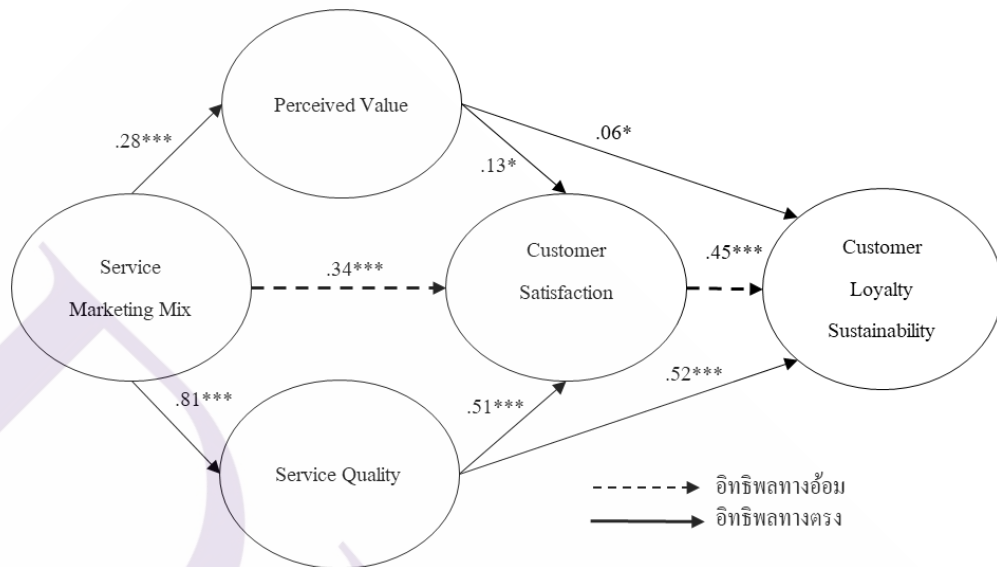 Perceived Value
.28***
.06*
.13*
Service
Marketing Mix
.34***
Customer
Satisfaction
.45***
Customer
Loyalty
Sustainability
.81***
.51***
.52***
Service Quality
อิทธิพลทางอ้อม
อิทธิพลทางตรง